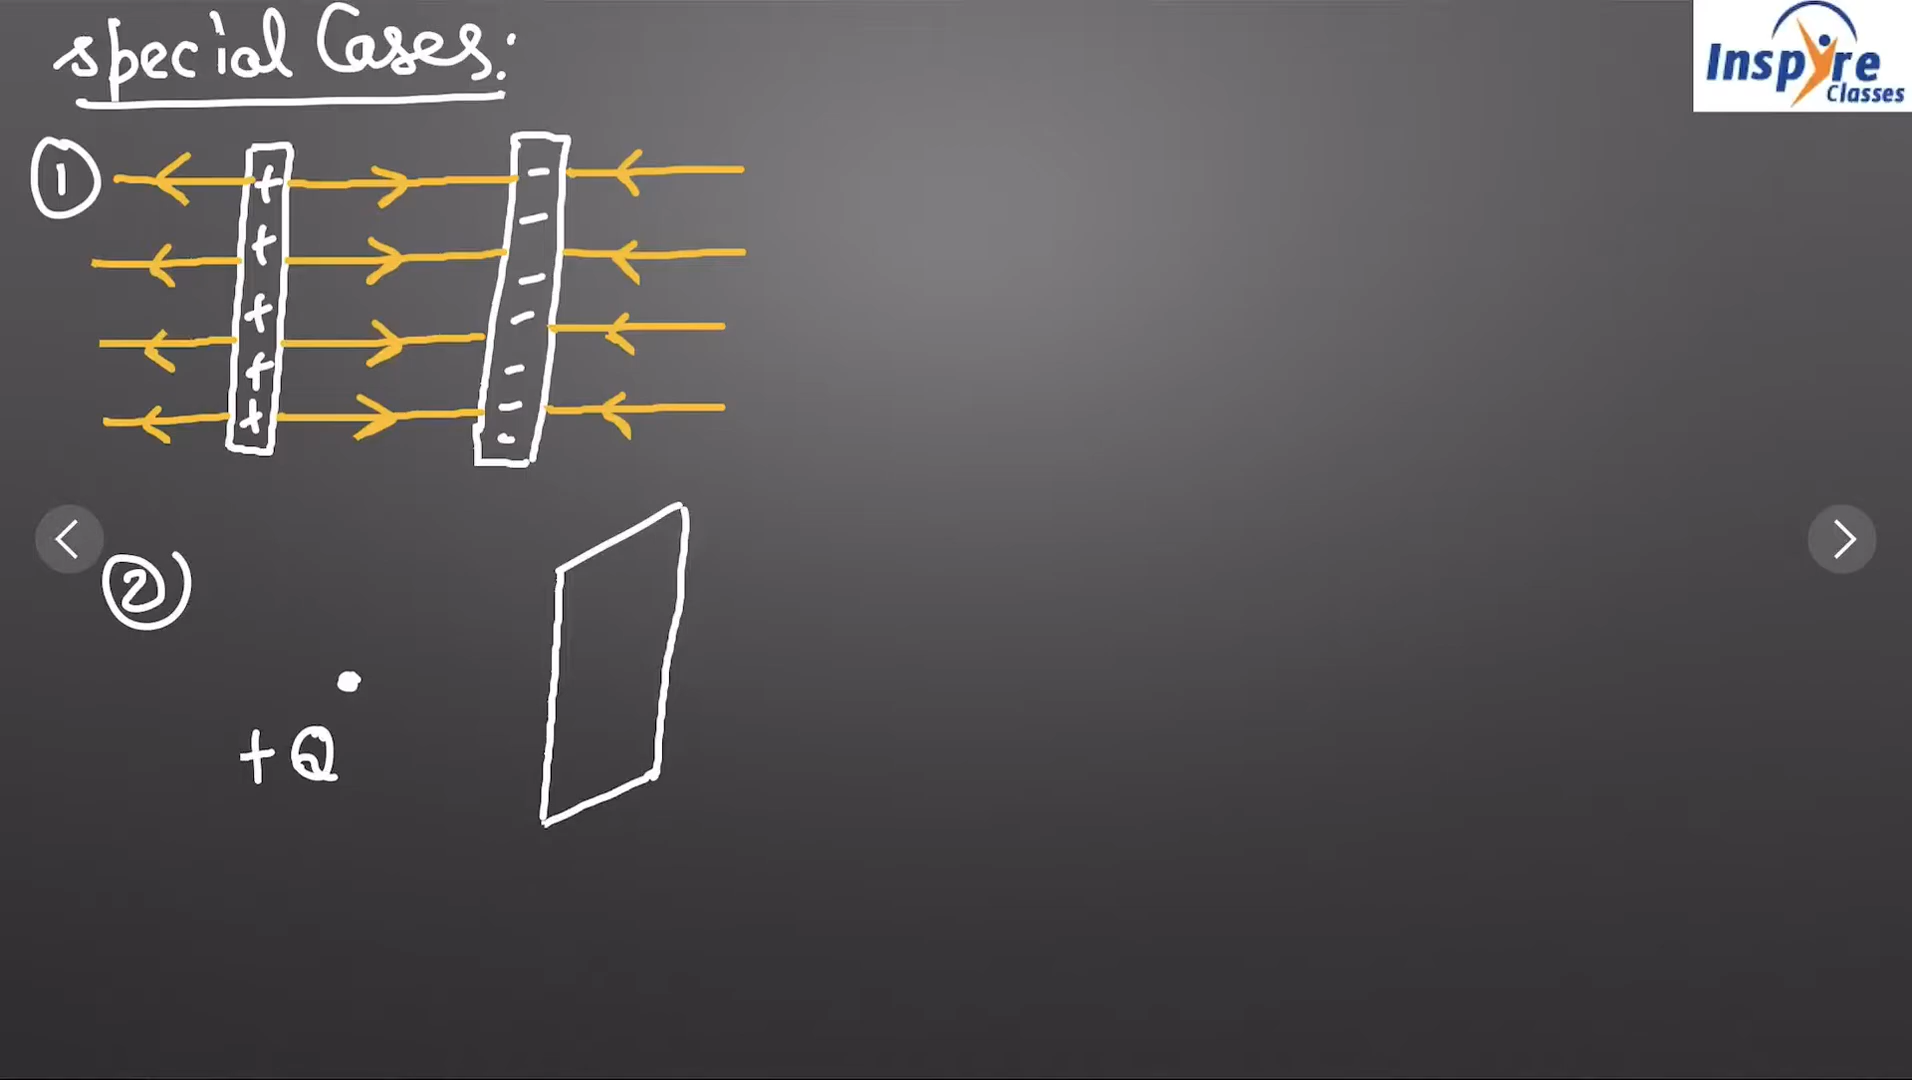 special Cases:
Inspyre
Classes
1
+ -
+ -
+ -
+ -
+ -
-
-
2
+Q